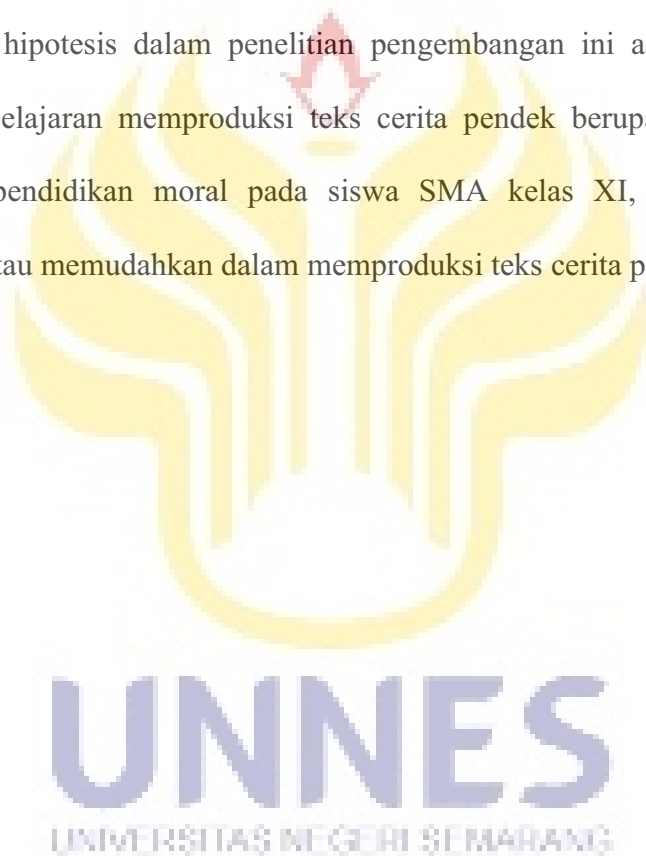 hipotesis dalam penelitian pengembangan ini
elajaran memproduksi teks cerita pendek
pendidikan moral pada siswa SMA kelas XI,
tau memudahkan dalam memproduksi teks cerita
UNNES
UNIVERSITAS NEGERI SEMARANG